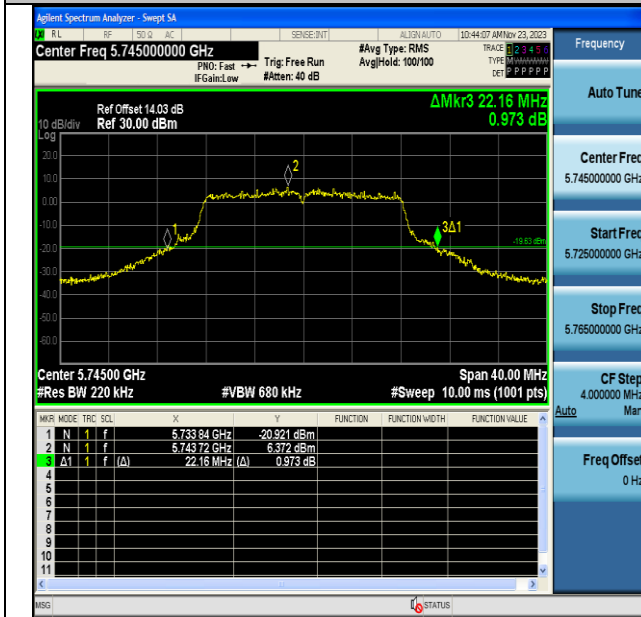 Agilent Spectrum Analyzer - Swept SA
RL RF 50 Ω AC SENSE:INT ALIGN AUTO 10:44:07 AM Nov 23, 2023
Center Freq 5.745000000 GHz
PNO: Fast Trig: Free Run
IFGain:Low #Atten: 40 dB
#Avg Type: RMS
Avg|Hold: 100/100
TRACE 1 2 3 4 5 6
TYPE M
DET P P P P P P
Frequency
Ref Offset 14.03 dB
10 dB/div Ref 30.00 dBm
Log
ΔMkr3 22.16 MHz
0.973 dB
20.0
10.0
0.00
-10.0
-20.0
-30.0
-40.0
-50.0
-60.0
1
2
3Δ1
-19.63 dBm
Center 5.74500 GHz Span 40.00 MHz
#Res BW 220 kHz #VBW 680 kHz #Sweep 10.00 ms (1001 pts)
MKR MODE TRC SCL X Y FUNCTION FUNCTION WIDTH FUNCTION VALUE
1 N 1 f 5.733 84 GHz -20.921 dBm
2 N 1 f 5.743 72 GHz 6.372 dBm
3 Δ1 1 f (Δ) 22.16 MHz (Δ) 0.973 dB
4
5
6
7
8
9
10
11
Auto Tune
Center Freq
5.745000000 GHz
Start Freq
5.725000000 GHz
Stop Freq
5.765000000 GHz
CF Step
4.000000 MHz
Auto Man
Freq Offset
0 Hz
MSG STATUS